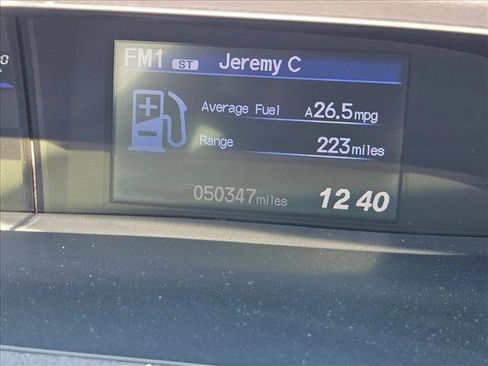 FM1 ST Jeremy C
Average Fuel A26.5mpg
Range 223miles
050347miles 12 40